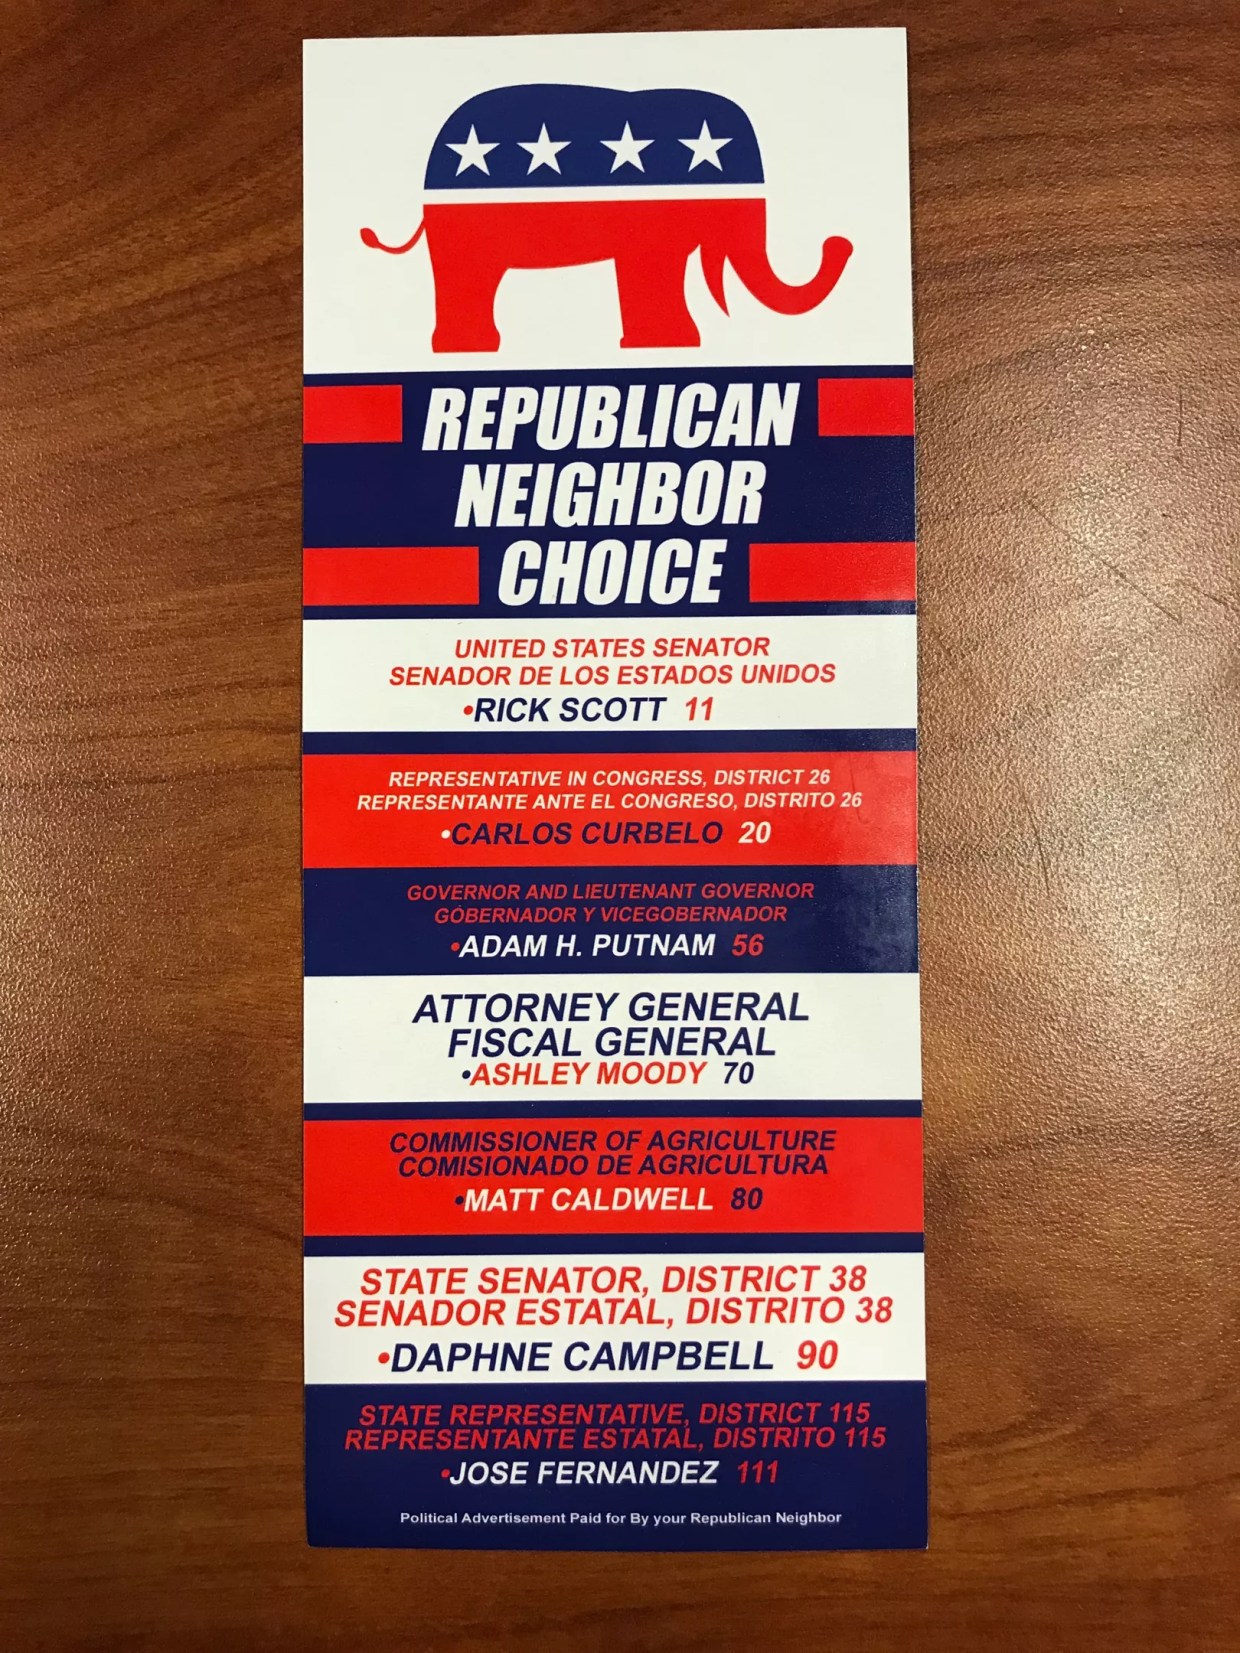 REPUBLICAN
NEIGHBOR
CHOICE
UNITED STATES SENATOR
SENADOR DE LOS ESTADOS UNIDOS
•RICK SCOTT 11
REPRESENTATIVE IN CONGRESS, DISTRICT 26
REPRESENTANTE ANTE EL CONGRESO, DISTRITO 26
•CARLOS CURBELO 20
GOVERNOR AND LIEUTENANT GOVERNOR
GOBERNADOR Y VICEGOBERNADOR
•ADAM H. PUTNAM 56
ATTORNEY GENERAL
FISCAL GENERAL
•ASHLEY MOODY 70
COMMISSIONER OF AGRICULTURE
COMISIONADO DE AGRICULTURA
•MATT CALDWELL 80
STATE SENATOR, DISTRICT 38
SENADOR ESTATAL, DISTRITO 38
•DAPHNE CAMPBELL 90
STATE REPRESENTATIVE, DISTRICT 115
REPRESENTANTE ESTATAL, DISTRITO 115
•JOSE FERNANDEZ 111
Political Advertisement Paid for By your Republican Neighbor